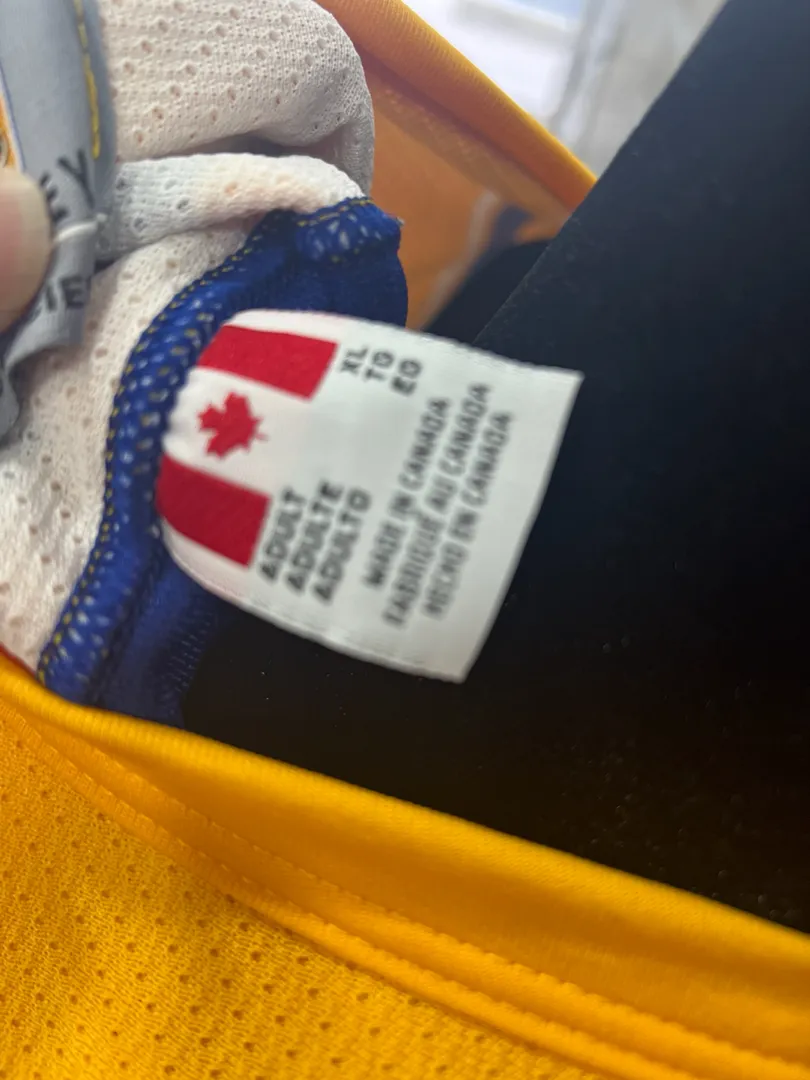 XL
TG
EG
ADULT
ADULTE
ADULTO
MADE IN CANADA
FABRIQUÉ AU CANADA
HECHO EN CANADA